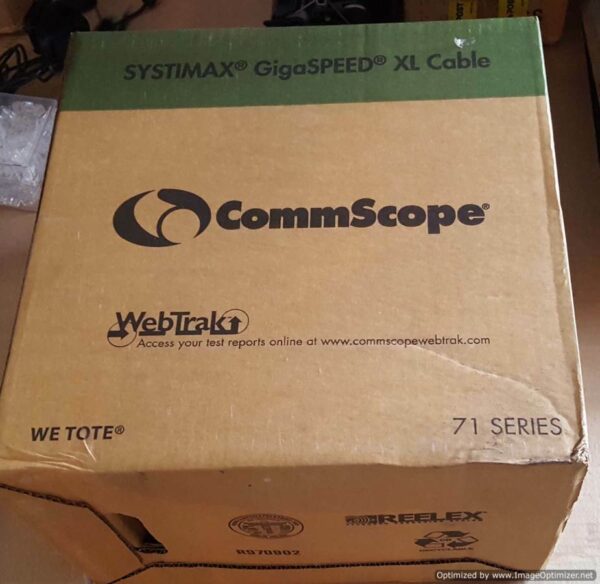 SYSTIMAX® GigaSPEED® XL Cable
CommScope®
WebTrak
Access your test reports online at www.commscopewebtrak.com
WE TOTE®
71 SERIES
REELEX
R970902
Optimized by www.ImageOptimizer.net